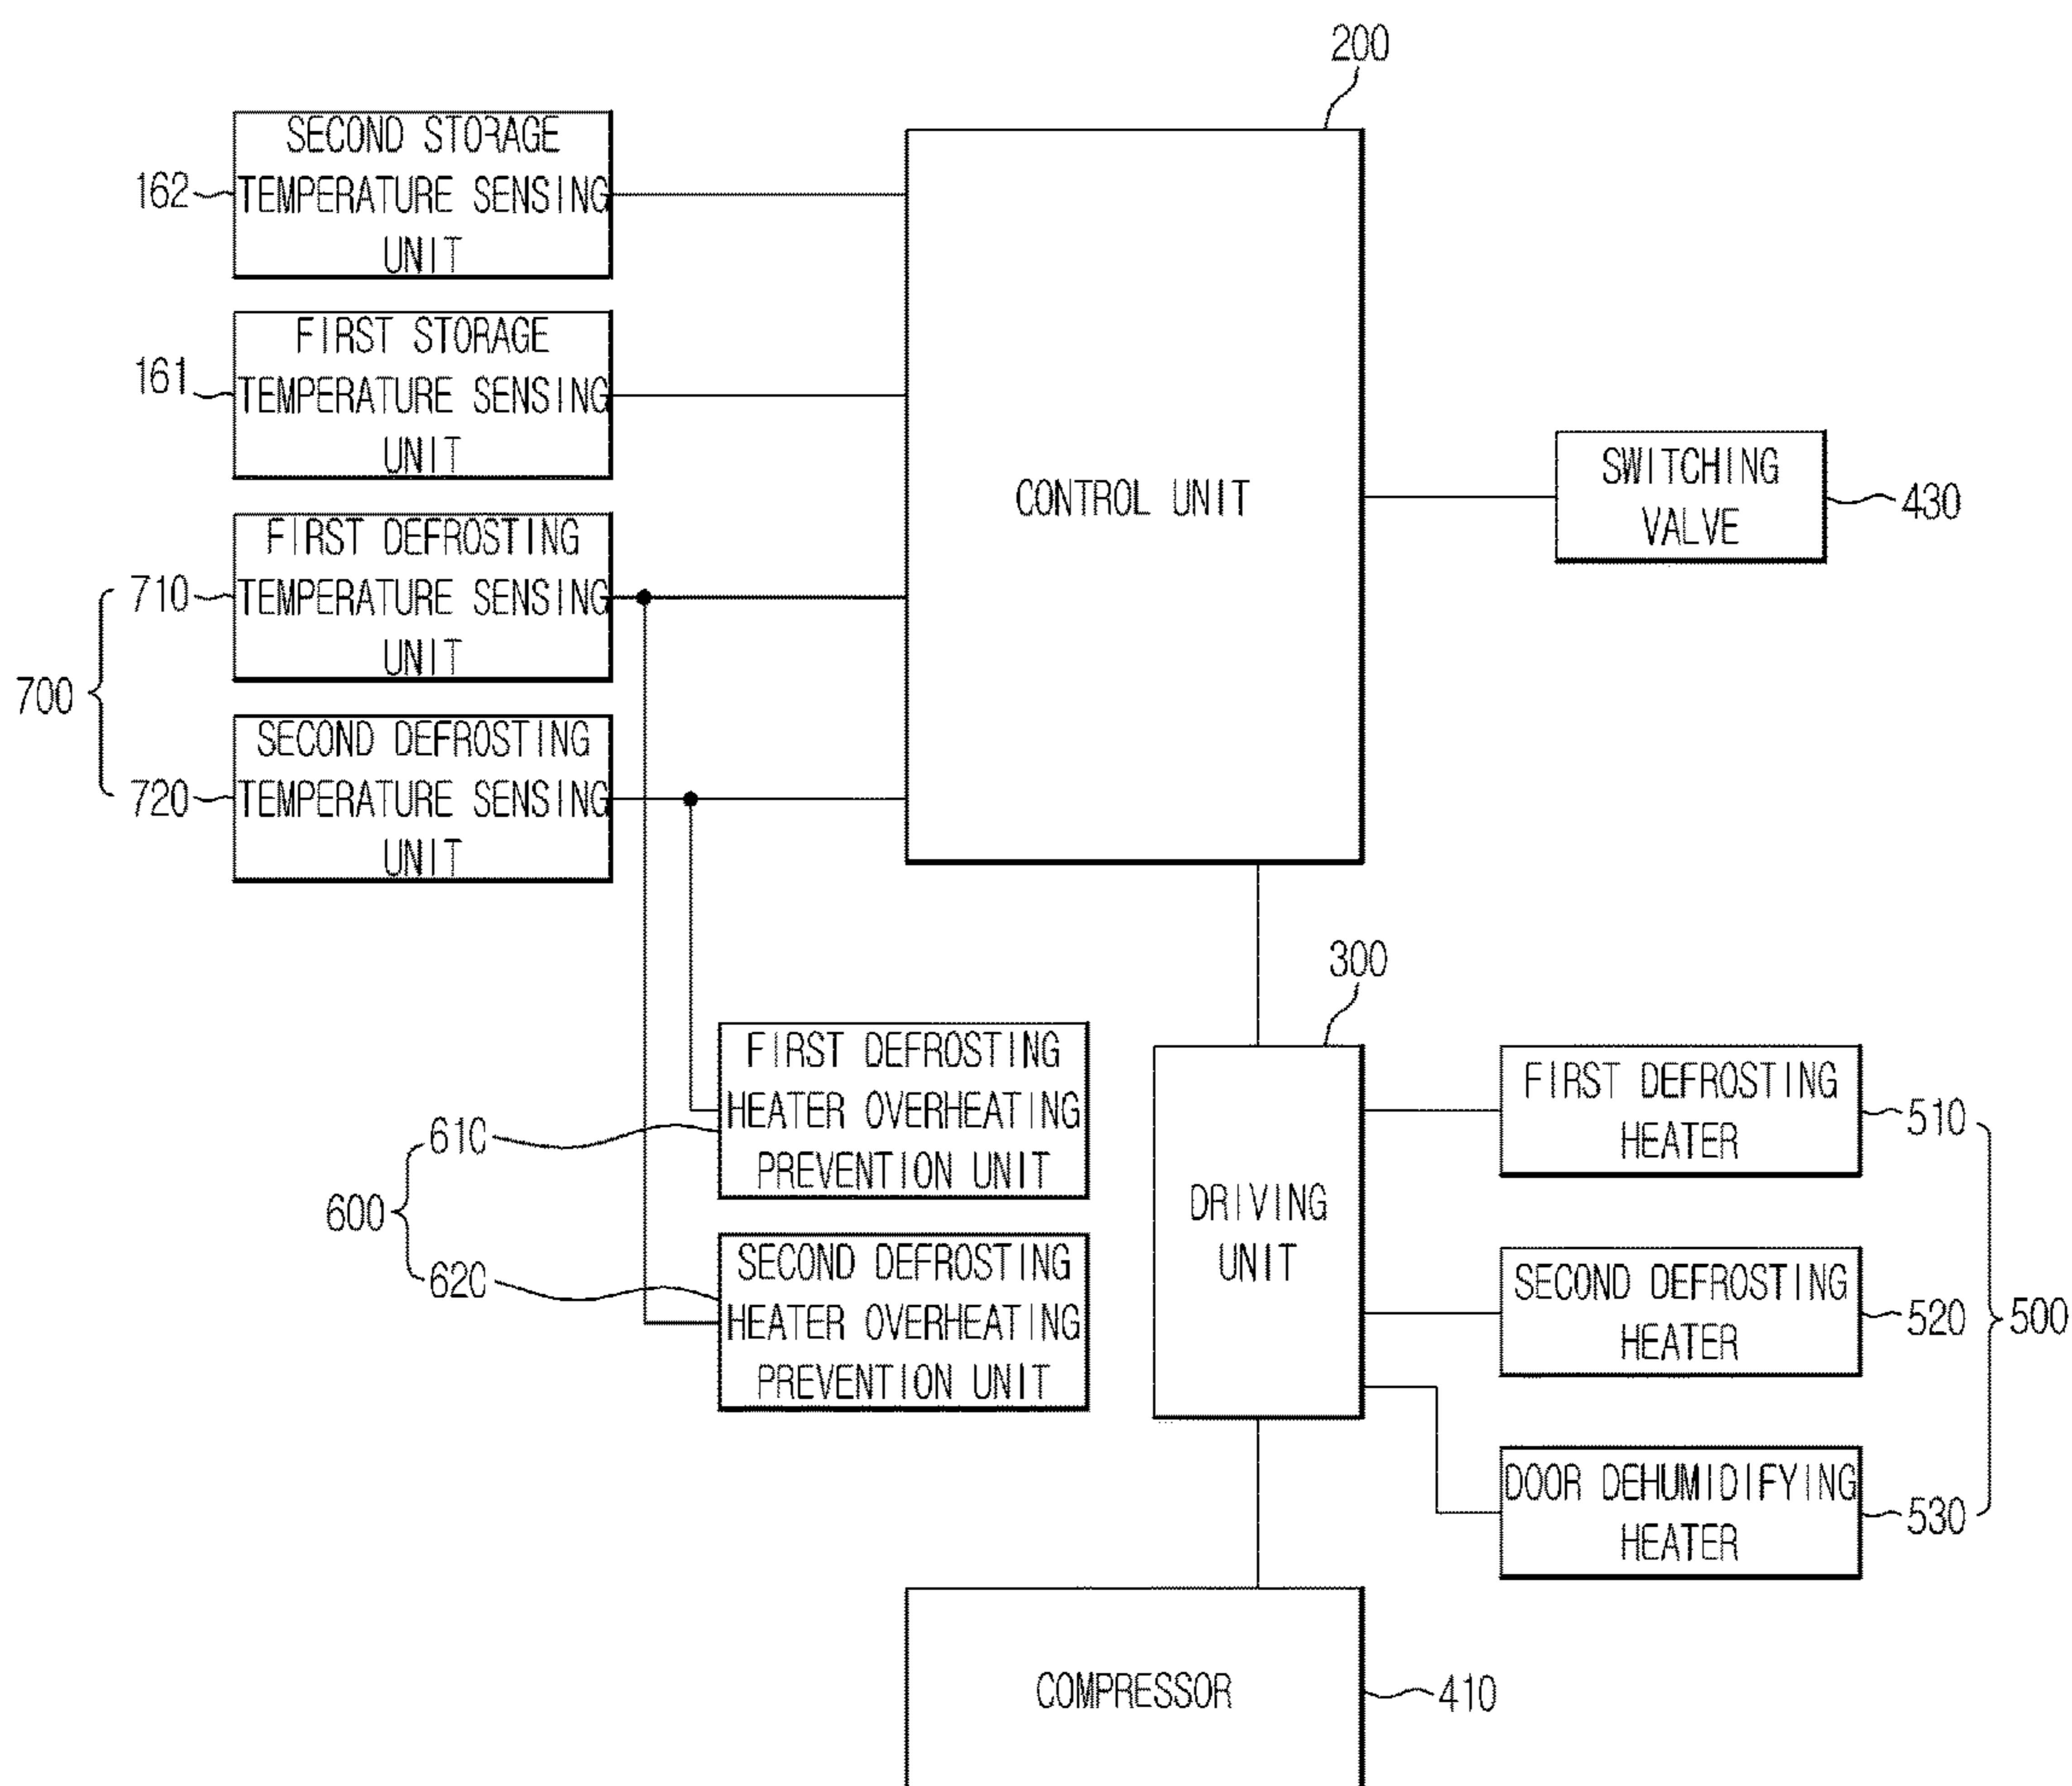 200
SECOND STORAGE
TEMPERATURE SENSING
UNIT
162
FIRST STORAGE
TEMPERATURE SENSING
UNIT
161
CONTROL UNIT
SWITCHING
VALVE
430
FIRST DEFROSTING
TEMPERATURE SENSING
UNIT
710
700
SECOND DEFROSTING
TEMPERATURE SENSING
UNIT
720
300
FIRST DEFROSTING
HEATER OVERHEATING
PREVENTION UNIT
610
600
SECOND DEFROSTING
HEATER OVERHEATING
PREVENTION UNIT
620
DRIVING
UNIT
FIRST DEFROSTING
HEATER
510
SECOND DEFROSTING
HEATER
520
500
DOOR DEHUMIDIFYING
HEATER
530
COMPRESSOR
410